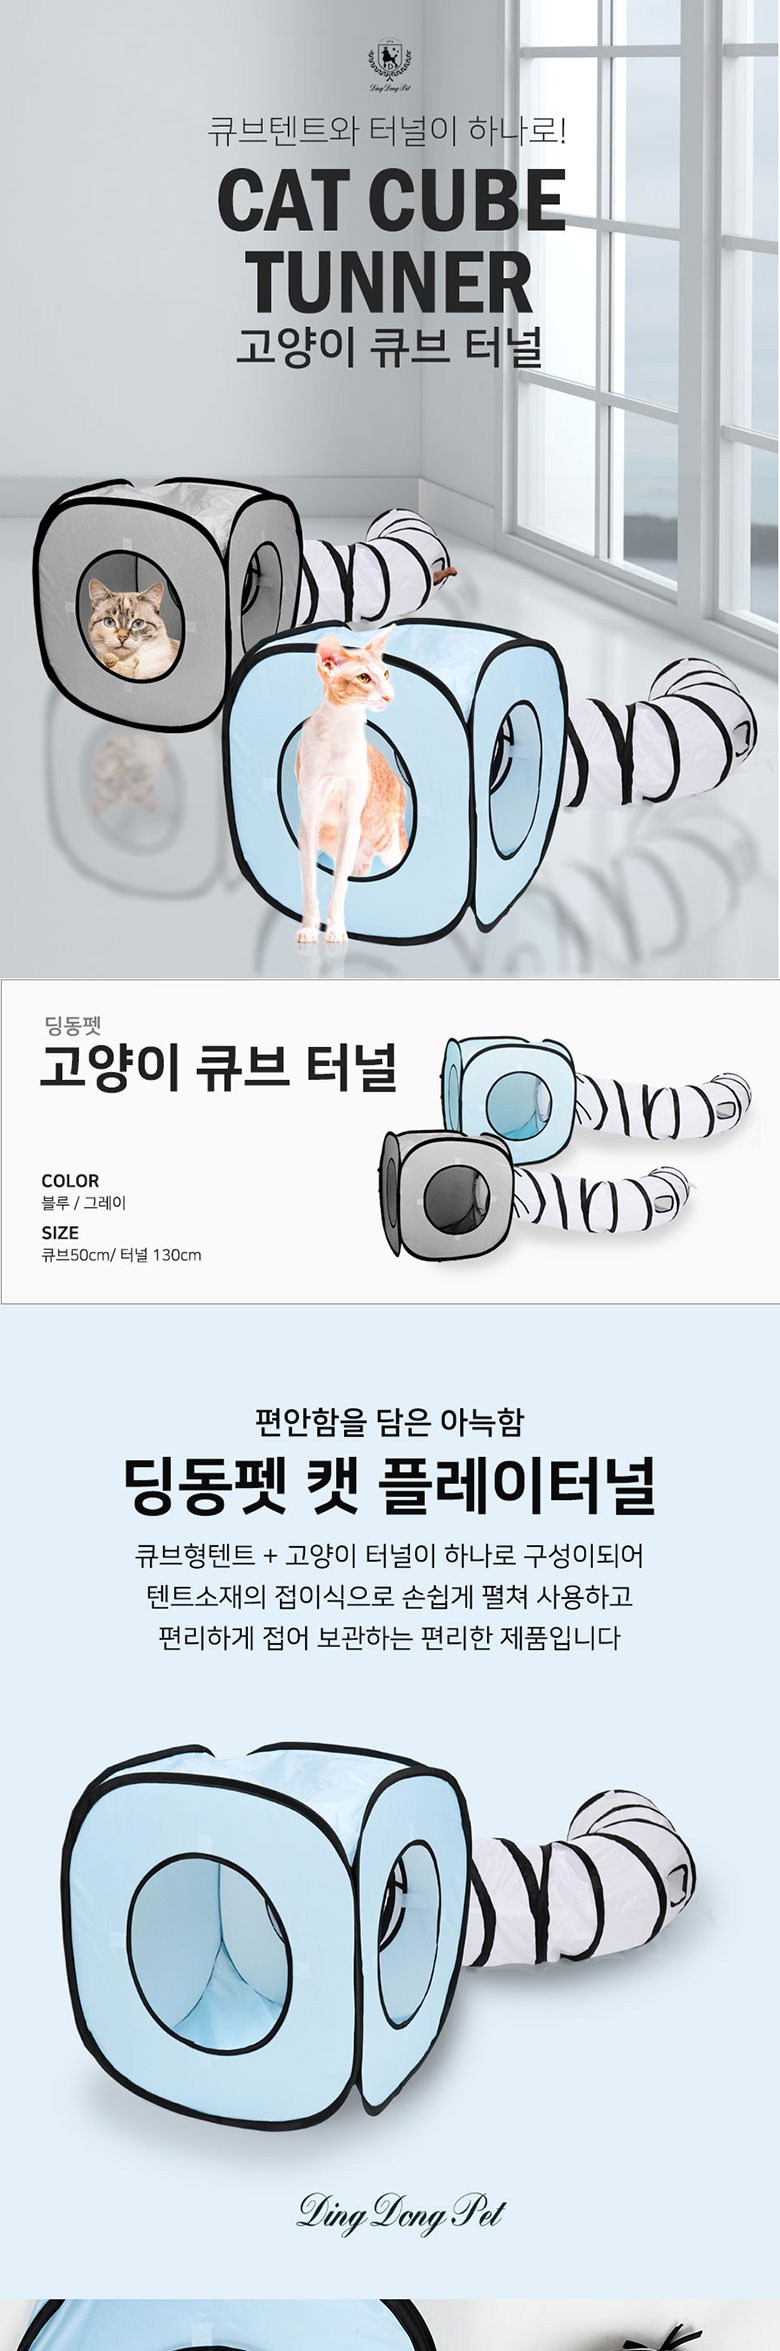 Ding Dong Pet
큐브텐트와 터널이 하나로!
CAT CUBE
TUNNER
고양이 큐브 터널
딩동펫
고양이 큐브 터널
COLOR
블루 / 그레이
SIZE
큐브50cm/ 터널 130cm
편안함을 담은 아늑함
딩동펫 캣 플레이터널
큐브형텐트 + 고양이 터널이 하나로 구성이되어
텐트소재의 접이식으로 손쉽게 펼쳐 사용하고
편리하게 접어 보관하는 편리한 제품입니다
Ding Dong Pet